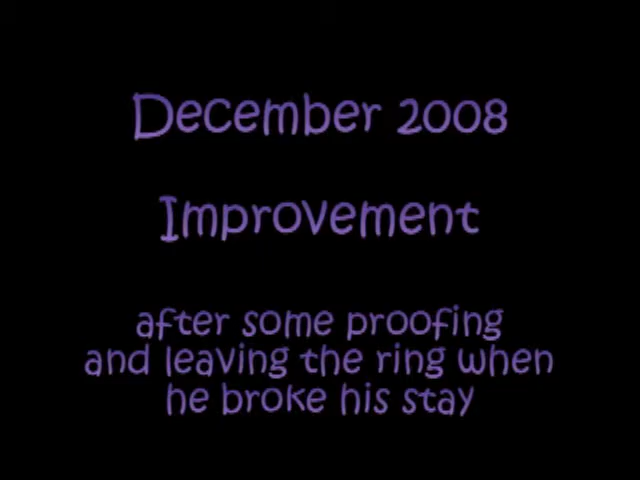 December 2008
Improvement
after some proofing
and leaving the ring when
he broke his stay